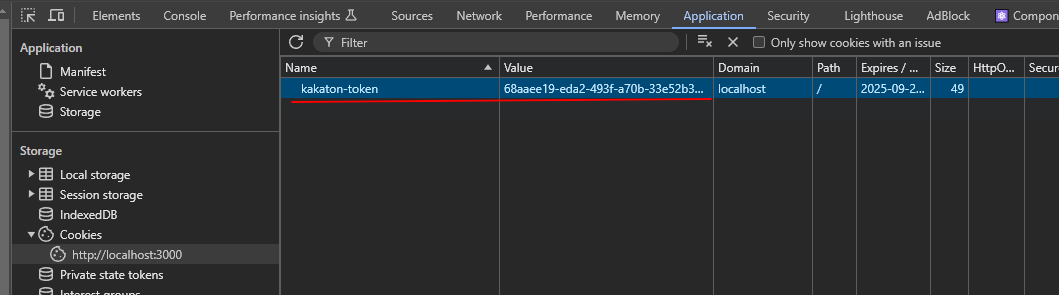 Elements Console Performance insights Sources Network Performance Memory Application Security Lighthouse AdBlock Compon
Application
Manifest
Service workers
Storage
Storage
Local storage
Session storage
IndexedDB
Cookies
http://localhost:3000
Private state tokens
Interest groups
Filter Only show cookies with an issue
Name Value Domain Path Expires / ... Size HttpO... Secure
kakaton-token 68aaee19-eda2-493f-a70b-33e52b3... localhost / 2025-09-2... 49